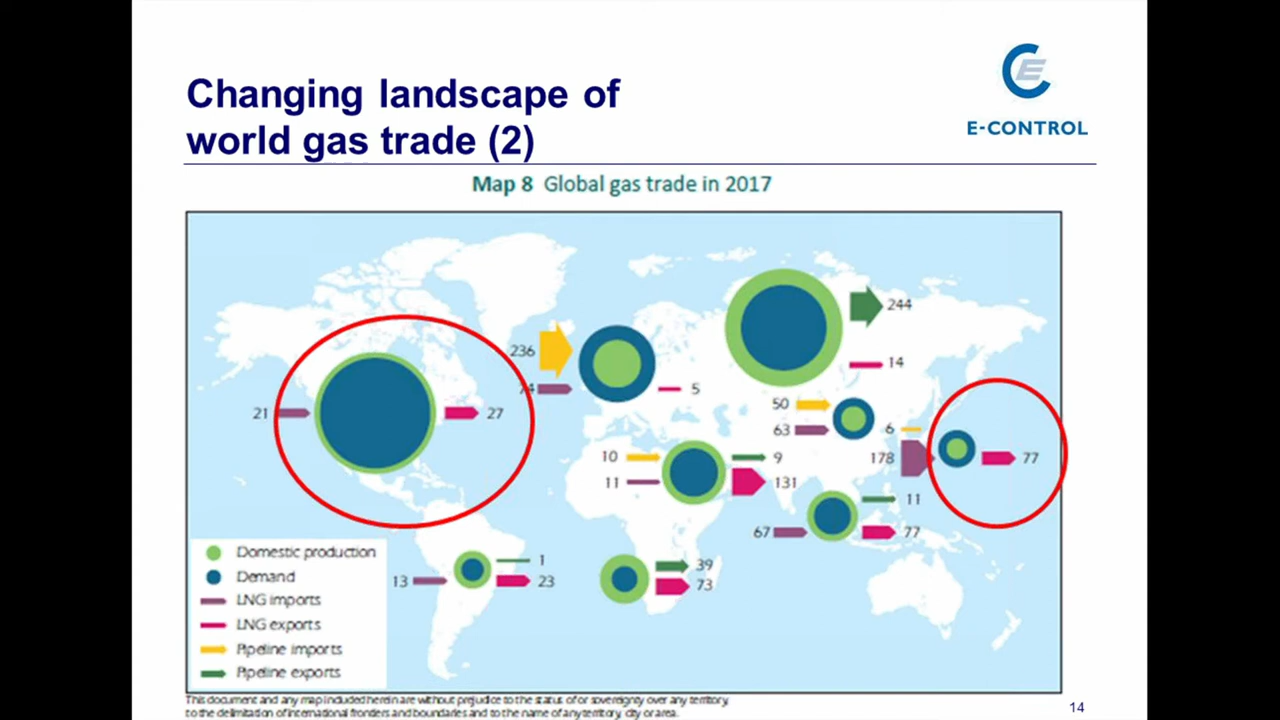 Changing landscape of
world gas trade (2)
E
E-CONTROL
Map 8 Global gas trade in 2017
244
236
14
74
5
21
27
50
63
6
178
77
10
9
11
131
11
67
77
1
13
23
39
73
Domestic production
Demand
LNG imports
LNG exports
Pipeline imports
Pipeline exports
This document and any map included herein are without prejudice to the status of or sovereignty over any territory,
to the delimitation of international frontiers and boundaries and to the name of any territory, city or area.
14